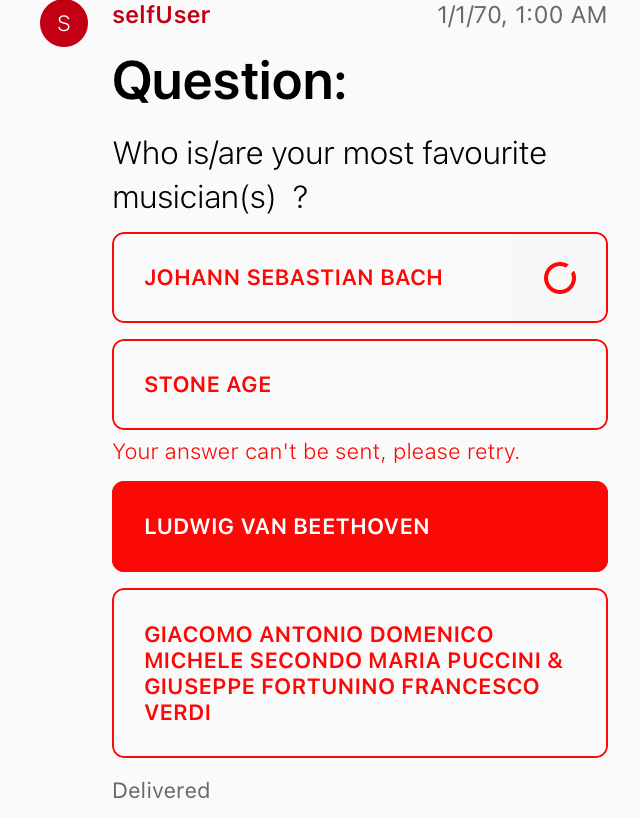 S
selfUser 1/1/70, 1:00 AM
Question:
Who is/are your most favourite
musician(s)  ?
JOHANN SEBASTIAN BACH
STONE AGE
Your answer can't be sent, please retry.
LUDWIG VAN BEETHOVEN
GIACOMO ANTONIO DOMENICO
MICHELE SECONDO MARIA PUCCINI &
GIUSEPPE FORTUNINO FRANCESCO
VERDI
Delivered